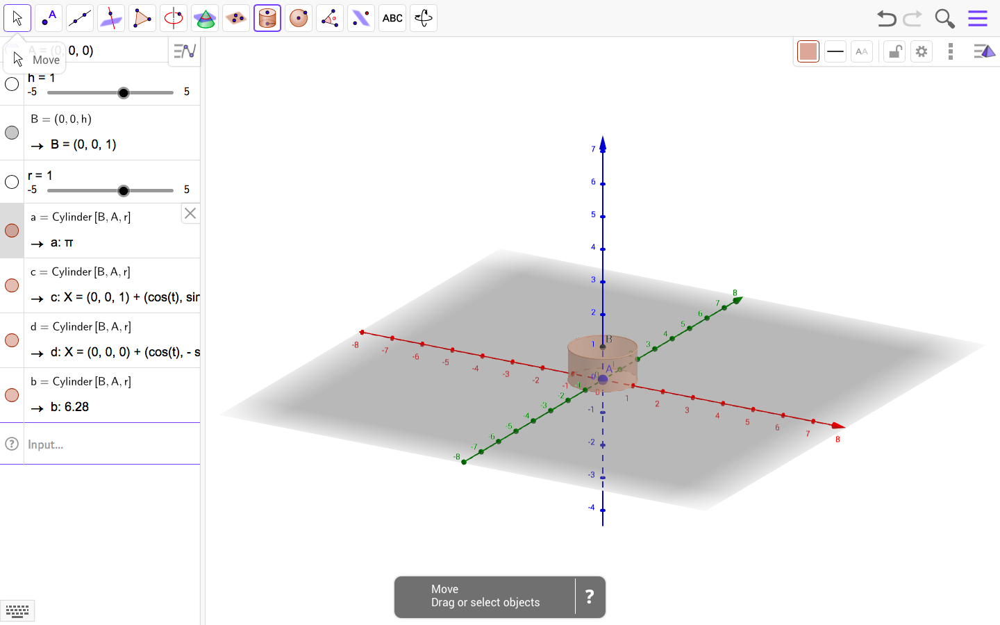 A
ABC
α
A = (0, 0, 0)
Move
AA
h = 1
-5
5
B = (0, 0, h)
→ B = (0, 0, 1)
r = 1
-5
5
a = Cylinder [B, A, r]
→ a: π
c = Cylinder [B, A, r]
→ c: X = (0, 0, 1) + (cos(t), sin
d = Cylinder [B, A, r]
→ d: X = (0, 0, 0) + (cos(t), - s
b = Cylinder [B, A, r]
→ b: 6.28
? Input...
7
6
5
4
3
2
1
0
-1
-2
-3
-4
B
A
-8
-7
-6
-5
-4
-3
-2
-1
0
1
2
3
4
5
6
7
8
8
7
6
5
4
3
1
-1
-2
-3
-4
-5
-6
-7
-8
Move
Drag or select objects
?